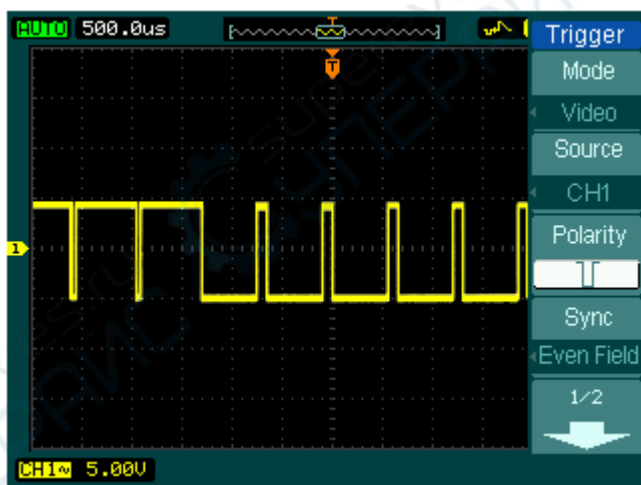 AUTO 500.0us
T
T
1
CH1~ 5.00V
Trigger
Mode
Video
Source
CH1
Polarity
Sync
Even Field
1/2